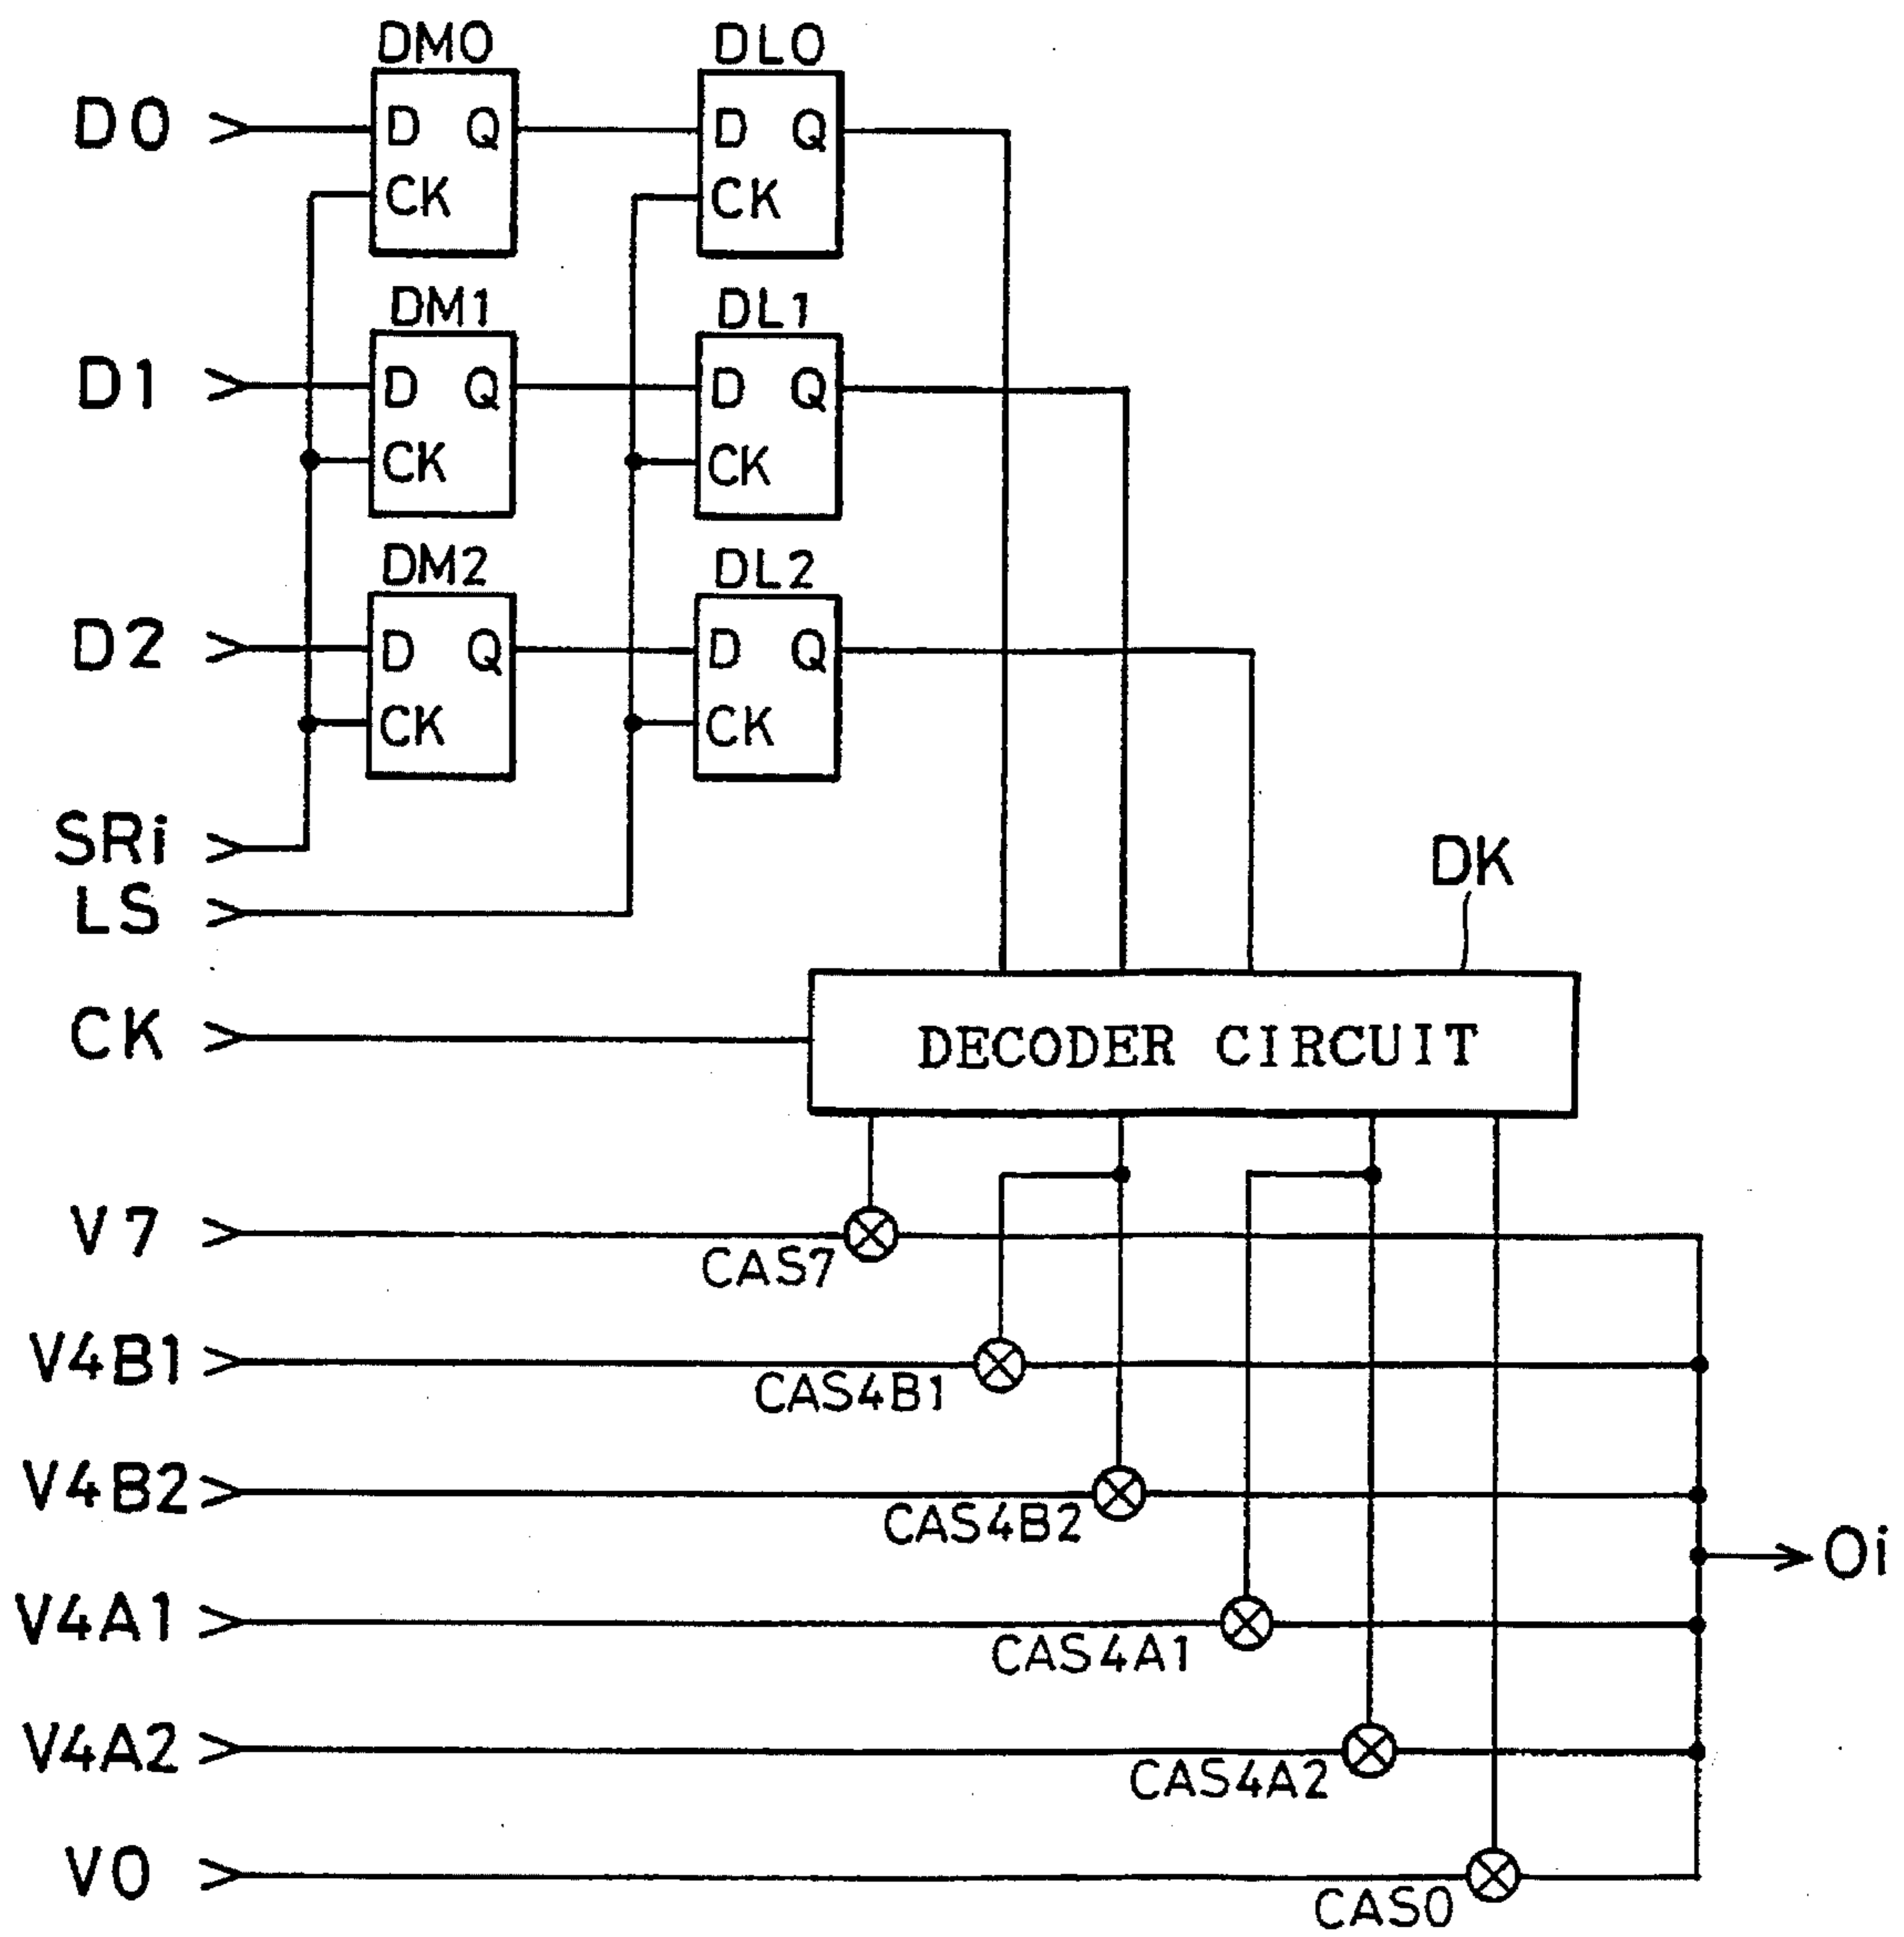 DM0 DL0
D0 D Q D Q
CK CK
DM1 DL1
D1 D Q D Q
CK CK
DM2 DL2
D2 D Q D Q
CK CK
SRi
LS
DK
CK DECODER CIRCUIT
V7
CAS7
V4B1
CAS4B1
V4B2
CAS4B2
Oi
V4A1
CAS4A1
V4A2
CAS4A2
V0
CAS0